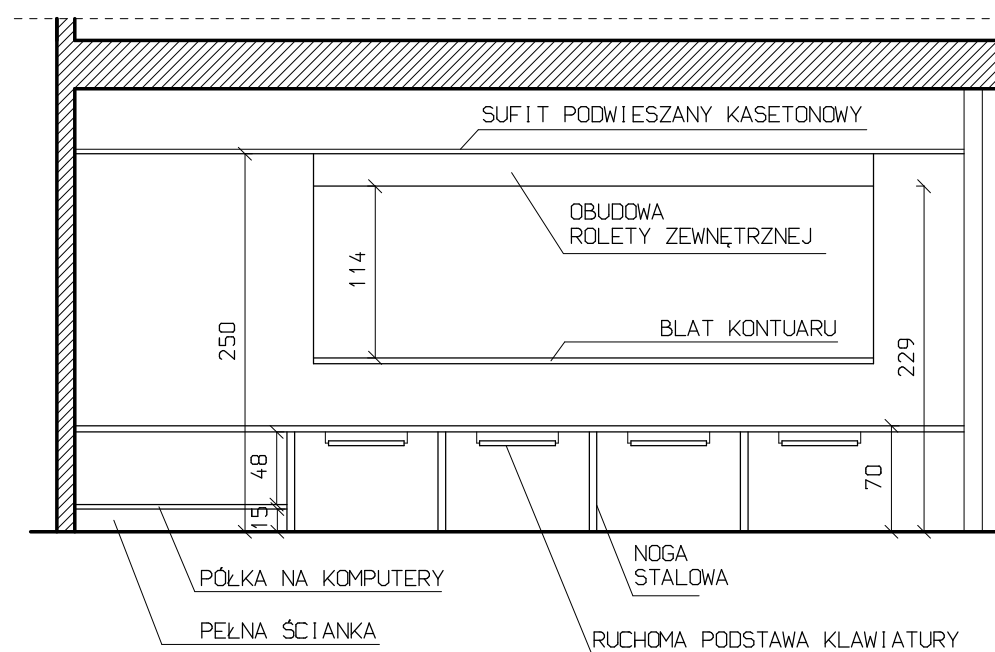 SUFIT PODWIESZANY KASETONOWY
OBUDOWA
ROLETY ZEWNĘTRZNEJ
114
BLAT KONTUARU
250
229
48
15
70
NOGA
STALOWA
PÓŁKA NA KOMPUTERY
PEŁNA ŚCIANKA
RUCHOMA PODSTAWA KLAWIATURY